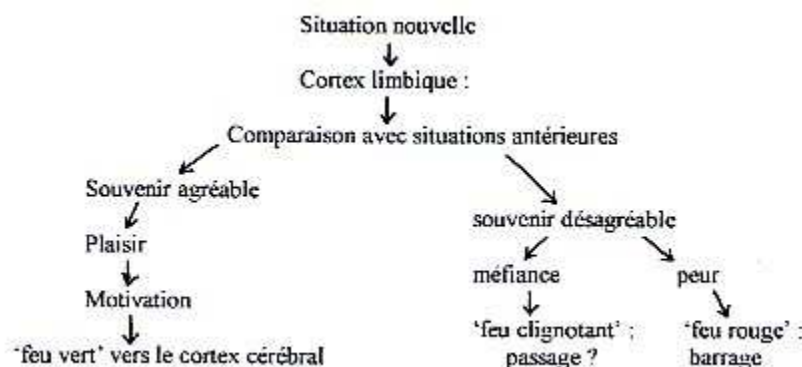 Situation nouvelle
Cortex limbique :
Comparaison avec situations antérieures
Souvenir agréable
souvenir désagréable
Plaisir
méfiance
peur
Motivation
'feu clignotant' ;
'feu rouge' :
'feu vert' vers le cortex cérébral
passage ?
barrage